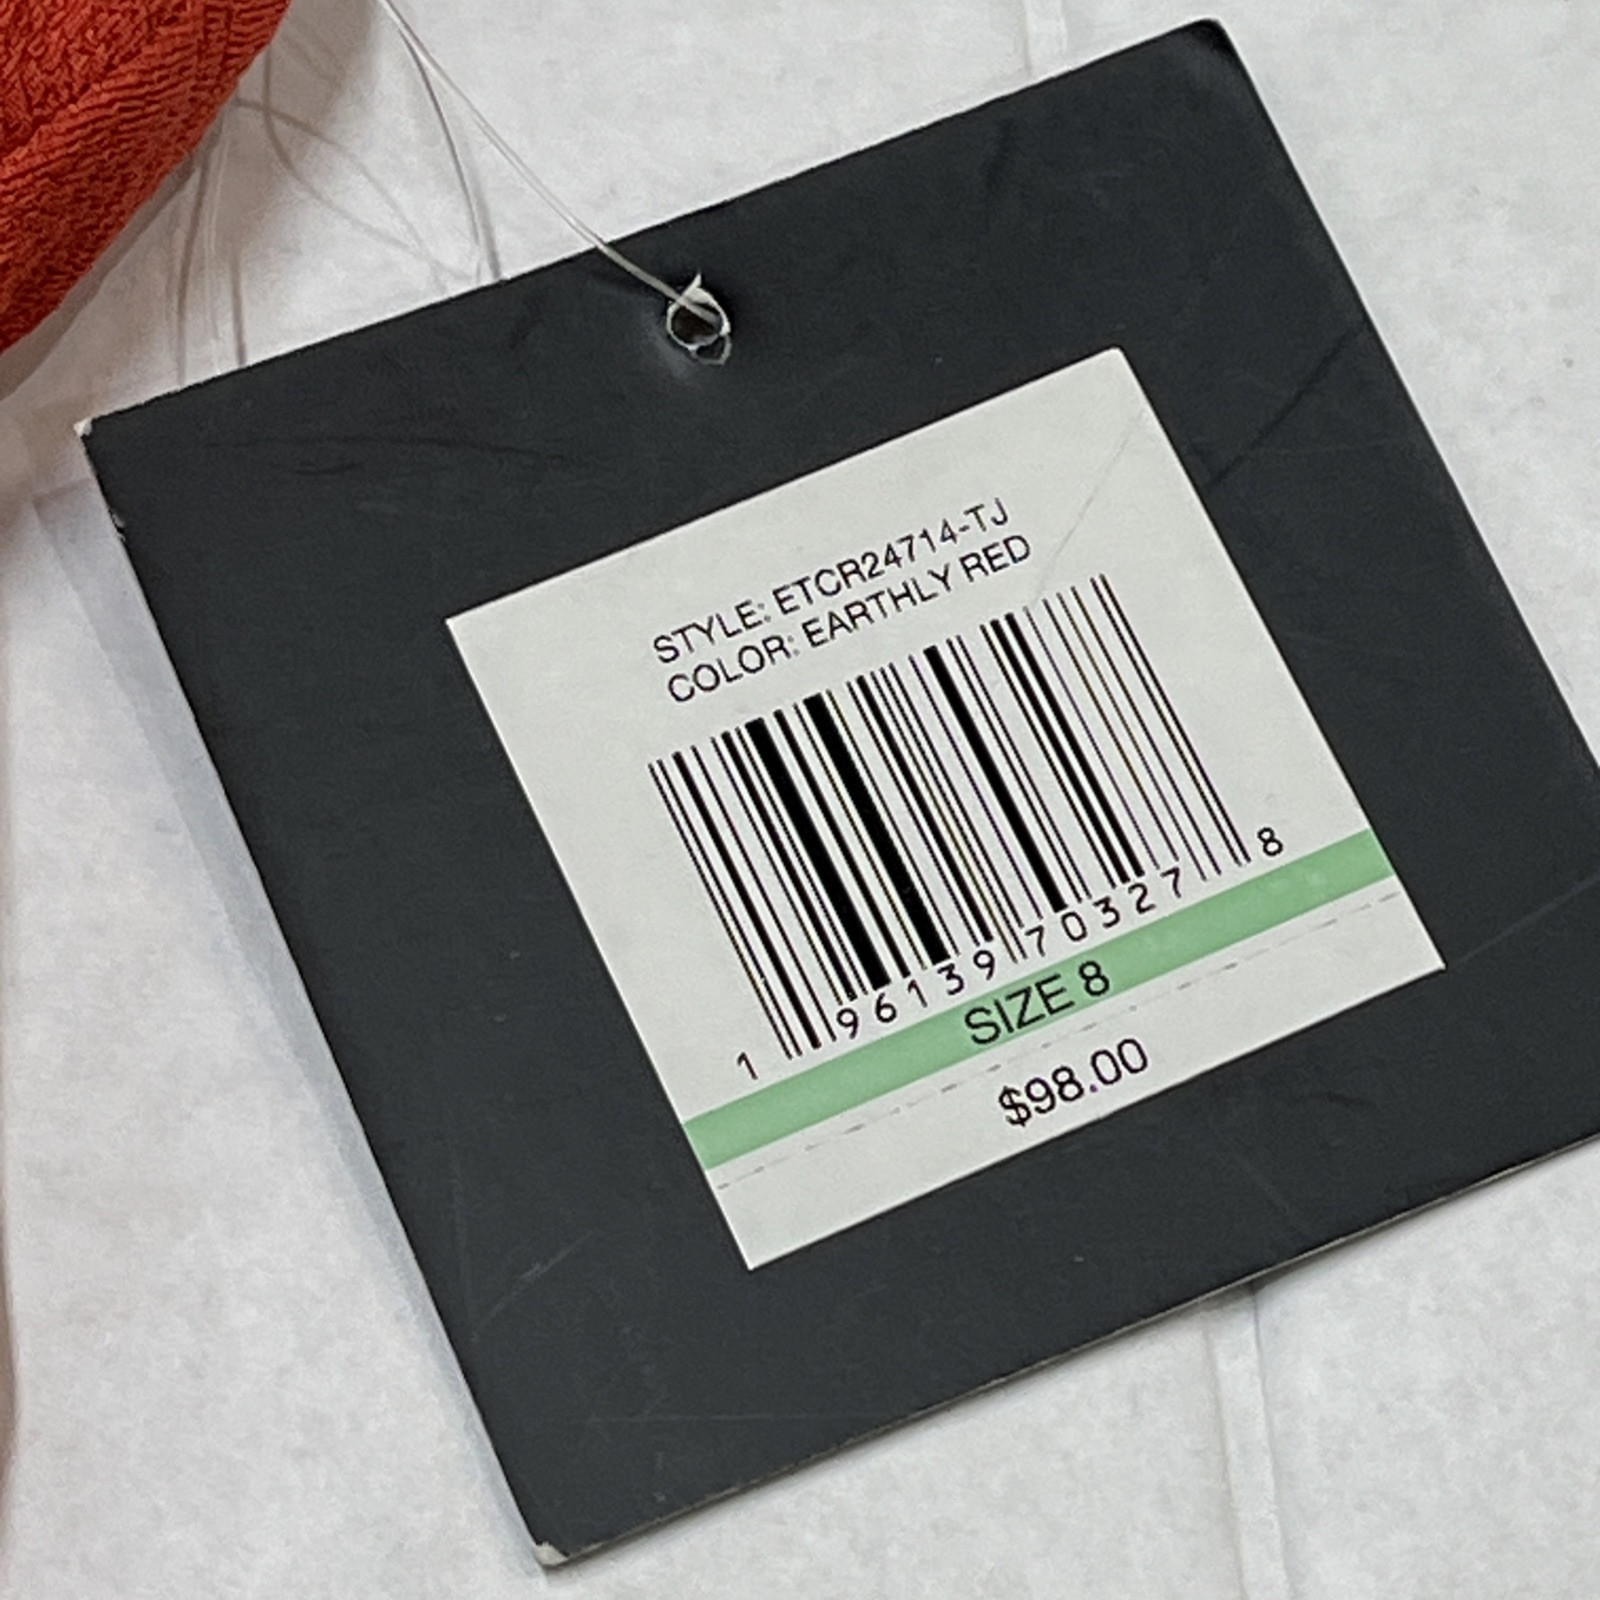 STYLE: ETCR24714-TJ
COLOR: EARTHLY RED
1 96139 70327 8
SIZE 8
$98.00